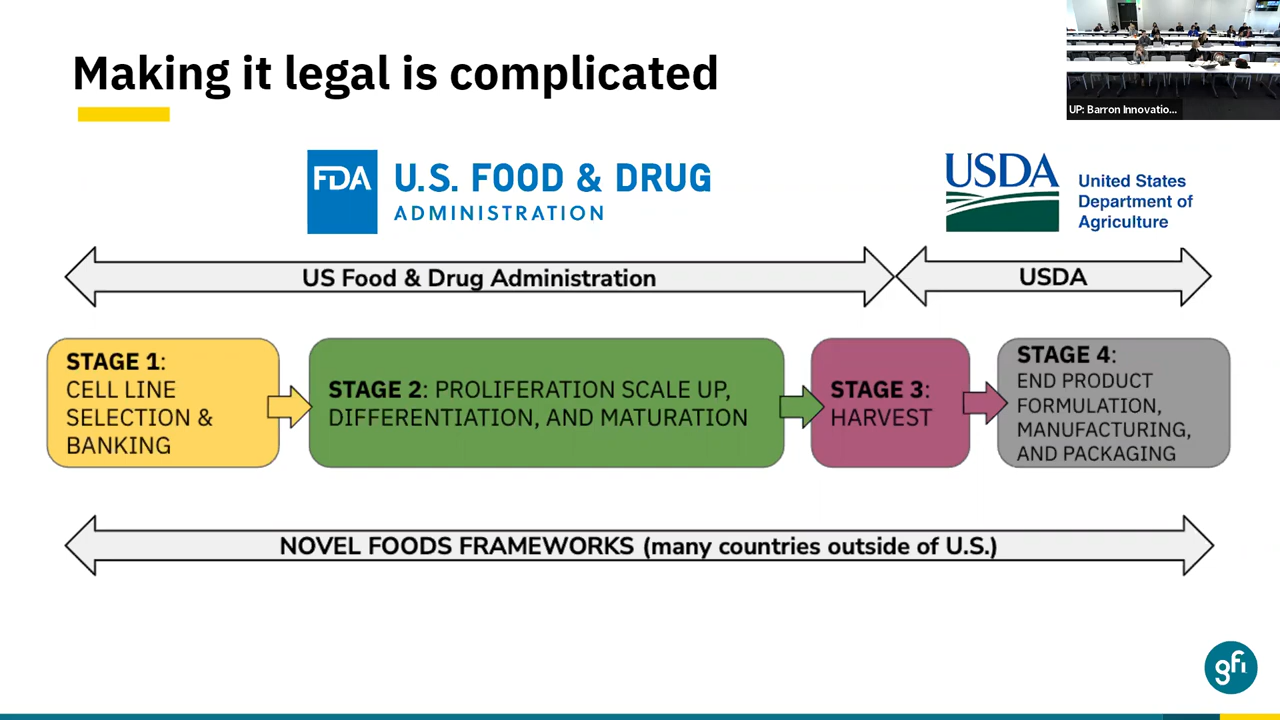 Making it legal is complicated
UP: Barron Innovatio...
FDA
U.S. FOOD & DRUG
ADMINISTRATION
USDA
United States
Department of
Agriculture
US Food & Drug Administration
USDA
STAGE 1:
CELL LINE
SELECTION &
BANKING
STAGE 2: PROLIFERATION SCALE UP,
DIFFERENTIATION, AND MATURATION
STAGE 3:
HARVEST
STAGE 4:
END PRODUCT
FORMULATION,
MANUFACTURING,
AND PACKAGING
NOVEL FOODS FRAMEWORKS (many countries outside of U.S.)
gfi